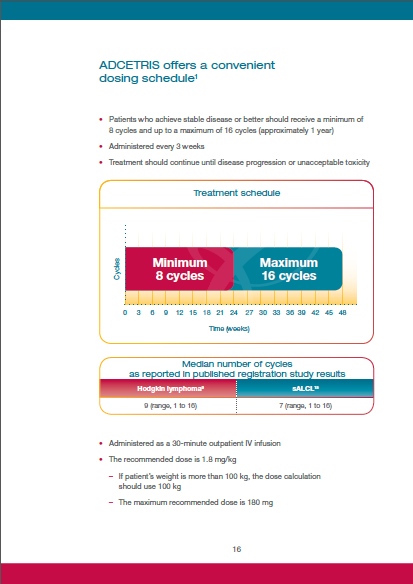 ADCETRIS offers a convenient
dosing schedule¹
• Patients who achieve stable disease or better should receive a minimum of
8 cycles and up to a maximum of 16 cycles (approximately 1 year)
• Administered every 3 weeks
• Treatment should continue until disease progression or unacceptable toxicity
Treatment schedule
Cycles
Minimum
8 cycles
Maximum
16 cycles
0 3 6 9 12 15 18 21 24 27 30 33 36 39 42 45 48
Time (weeks)
Median number of cycles
as reported in published registration study results
Hodgkin lymphoma
sALCL
9 (range, 1 to 16)
7 (range, 1 to 16)
• Administered as a 30-minute outpatient IV infusion
• The recommended dose is 1.8 mg/kg
– If patient's weight is more than 100 kg, the dose calculation
should use 100 kg
– The maximum recommended dose is 180 mg
16